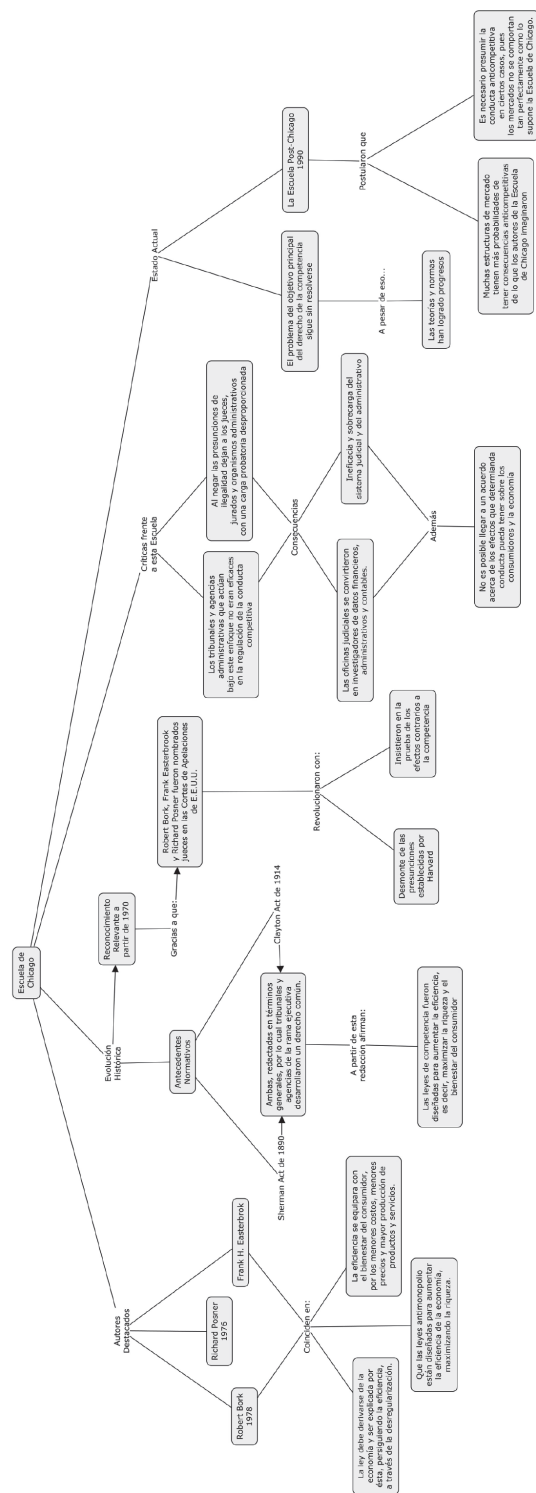 Escuela de
Chicago
Autores
Destacados
Robert Bork
1978
Richard Posner
1976
Frank H. Easterbrok
Coinciden en:
La ley debe derivarse de la
economía y ser explicada por
ésta, persiguiendo la eficiencia,
a través de la desregularización.
Que las leyes antimonopolio
están diseñadas para aumentar
la eficiencia de la economía,
maximizando la riqueza.
La eficiencia se equipara con
el bienestar del consumidor,
por los menores costos, menores
precios y mayor producción de
productos y servicios.
Evolución
Histórica
Antecedentes
Normativos
Sherman Act de 1890
Clayton Act de 1914
Ambas, redactadas en términos
generales, por lo cual tribunales y
agencias de la rama ejecutiva
desarrollaron un derecho común.
A partir de esta
redacción afirman:
Las leyes de competencia fueron
diseñadas para aumentar la eficiencia,
es decir, maximizar la riqueza y el
bienestar del consumidor
Reconocimiento
Relevante a
partir de 1970
Gracias a que:
Robert Bork, Frank Easterbrook
y Richard Posner fueron nombrados
jueces en las Cortes de Apelaciones
de E.E.U.U.
Revolucionaron con:
Desmonte de las
presunciones
establecidas por
Harvard
Insistieron en la
prueba de los
efectos contrarios a
la competencia
Críticas frente
a esta Escuela
Los tribunales y agencias
administrativas que actúan
bajo este enfoque no eran eficaces
en la regulación de la conducta
competitiva
Al negar las presunciones de
ilegalidad dejan a los jueces,
jurados y organismos administrativos
con una carga probatoria desproporcionada
Consecuencias
Las oficinas judiciales se convirtieron
en investigadores de datos financieros,
administrativos y contables.
Ineficacia y sobrecarga del
sistema judicial y del administrativo
Además
No es posible llegar a un acuerdo
acerca de los efectos que determianda
conducta pueda tener sobre los
consumidores y la economía
Estado Actual
El problema del objetivo principal
del derecho de la competencia
sigue sin resolverse
A pesar de eso...
Las teorías y normas
han logrado progresos
La Escuela Post-Chicago
1990
Postularon que
Muchas estructuras de mercado
tienen más probabilidades de
tener consecuencias anticompetitivas
de lo que los autores de la Escuela
de Chicago imaginaron
Es necesario presumir la
conducta anticompetitiva
en ciertos casos, pues
los mercados no se comportan
tan perfectamente como lo
supone la Escuela de Chicago.